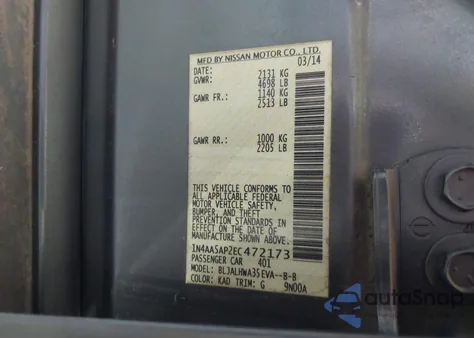 MFD BY NISSAN MOTOR CO., LTD.
DATE: 03/14
GVWR: 2131 KG
4698 LB
GAWR FR.: 1140 KG
2513 LB
GAWR RR.: 1000 KG
2205 LB
THIS VEHICLE CONFORMS TO
ALL APPLICABLE FEDERAL
MOTOR VEHICLE SAFETY,
BUMPER, AND THEFT
PREVENTION STANDARDS
IN EFFECT ON THE DATE OF
MANUFACTURE SHOWN ABOVE.
1N4AA5AP2EC472173
PASSENGER CAR 401
MODEL: BLJALHWA35EVA--B-B
COLOR: KAD TRIM: G 9N00A
autoSnap